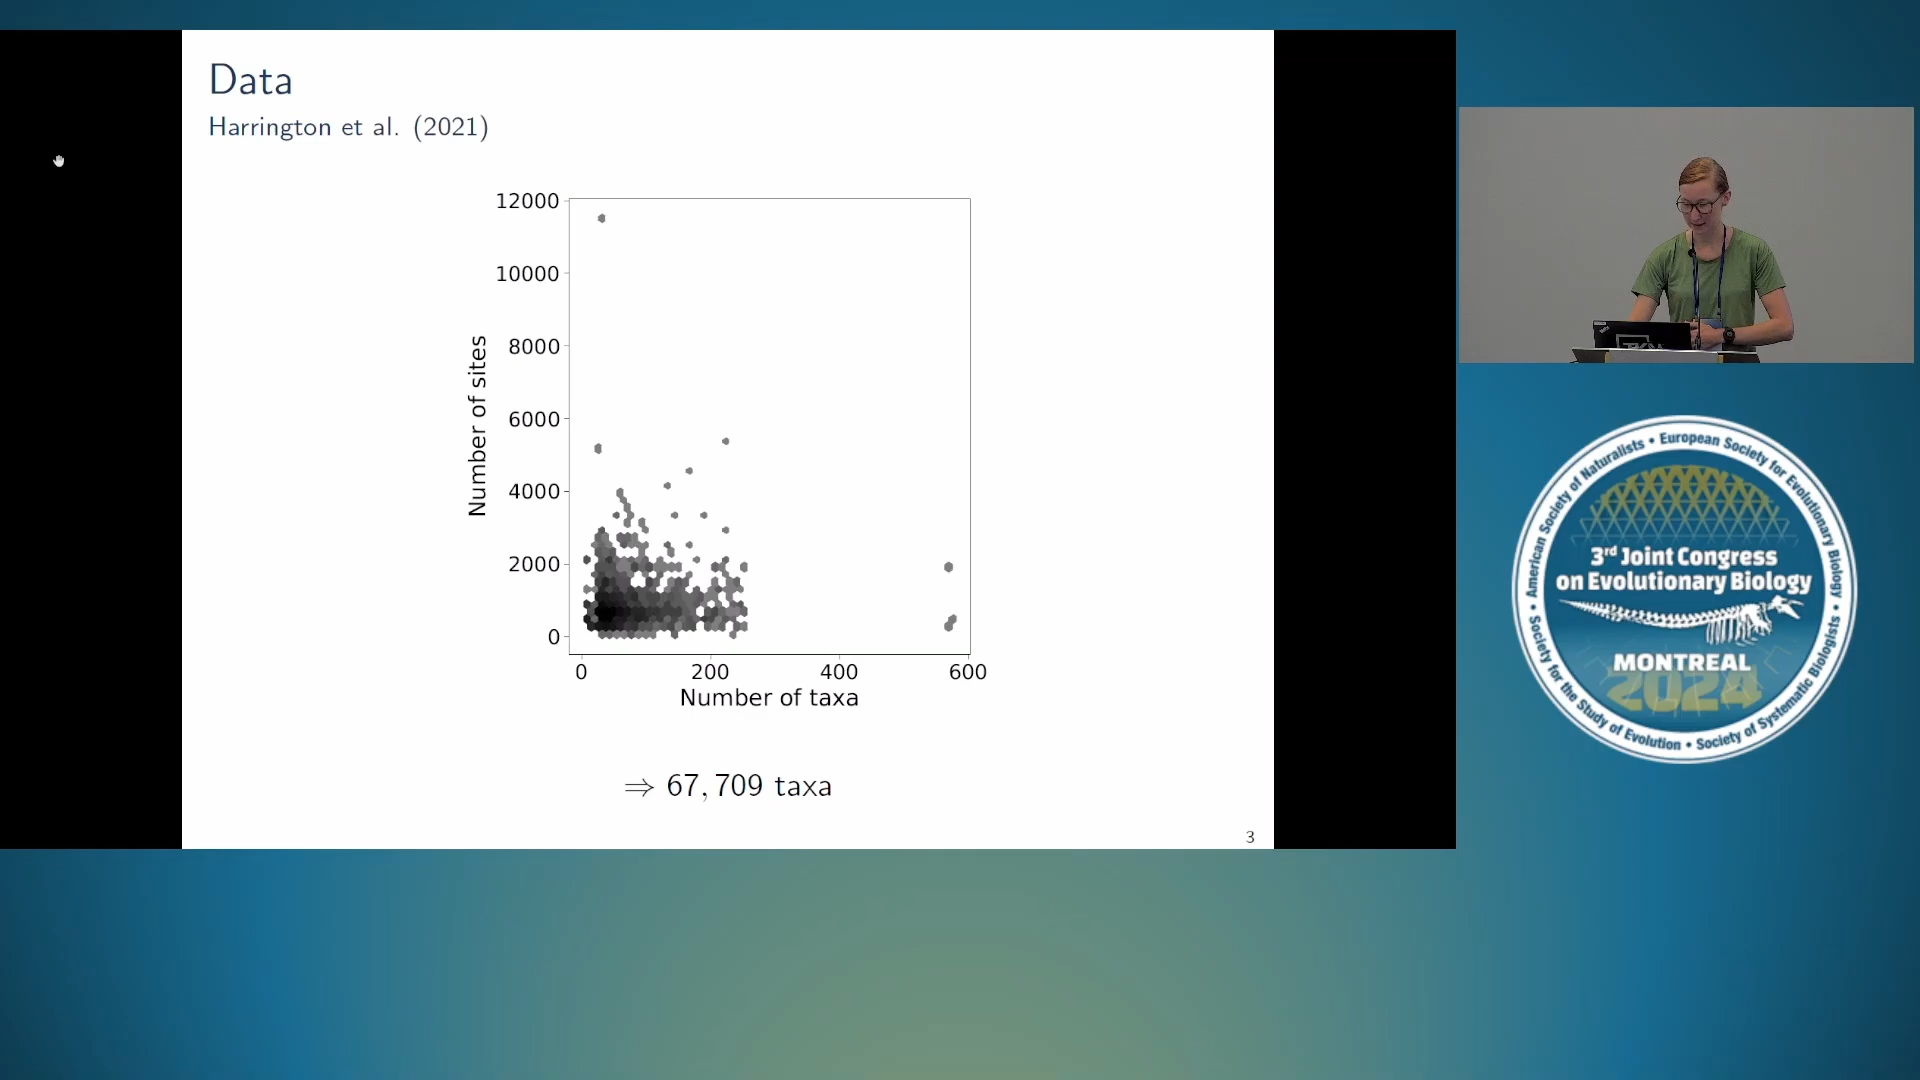 Data
Harrington et al. (2021)
12000
10000
8000
6000
4000
2000
0
Number of sites
0 200 400 600
Number of taxa
⇒ 67,709 taxa
3
American Society of Naturalists • European Society for Evolutionary Biology • Society of Systematic Biologists • Society for the Study of Evolution •
3rd Joint Congress
on Evolutionary Biology
MONTREAL
2024